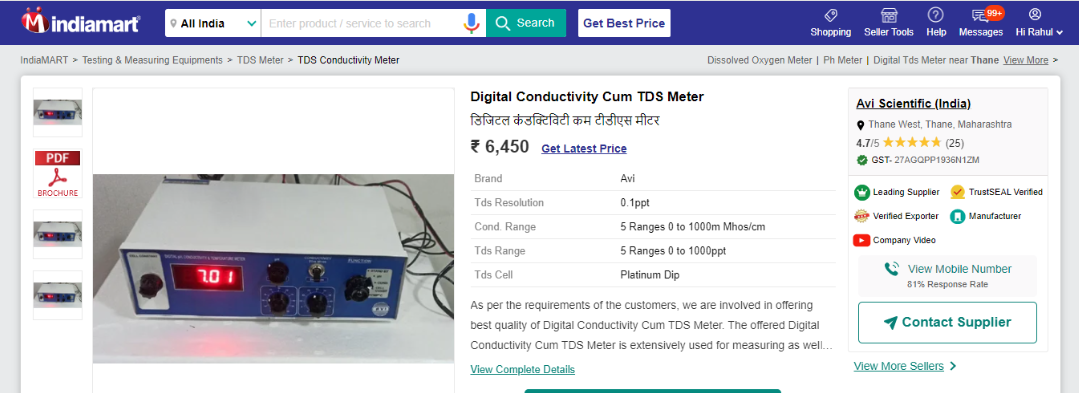 indiamart
All India
Enter product / service to search
Search
Get Best Price
Shopping
Seller Tools
Help
99+
Messages
Hi Rahul
IndiaMART > Testing & Measuring Equipments > TDS Meter > TDS Conductivity Meter
Dissolved Oxygen Meter | Ph Meter | Digital Tds Meter near Thane View More >
PDF
BROCHURE
7.01
Digital Conductivity Cum TDS Meter
डिजिटल कंडक्टिविटी कम टीडीएस मीटर
₹ 6,450 Get Latest Price
Brand Avi
Tds Resolution 0.1ppt
Cond. Range 5 Ranges 0 to 1000m Mhos/cm
Tds Range 5 Ranges 0 to 1000ppt
Tds Cell Platinum Dip
As per the requirements of the customers, we are involved in offering
best quality of Digital Conductivity Cum TDS Meter. The offered Digital
Conductivity Cum TDS Meter is extensively used for measuring as well...
View Complete Details
Avi Scientific (India)
Thane West, Thane, Maharashtra
4.7/5 (25)
GST- 27AGQPP1936N1ZM
Leading Supplier
TrustSEAL Verified
Verified Exporter
Manufacturer
Company Video
View Mobile Number
81% Response Rate
Contact Supplier
View More Sellers >